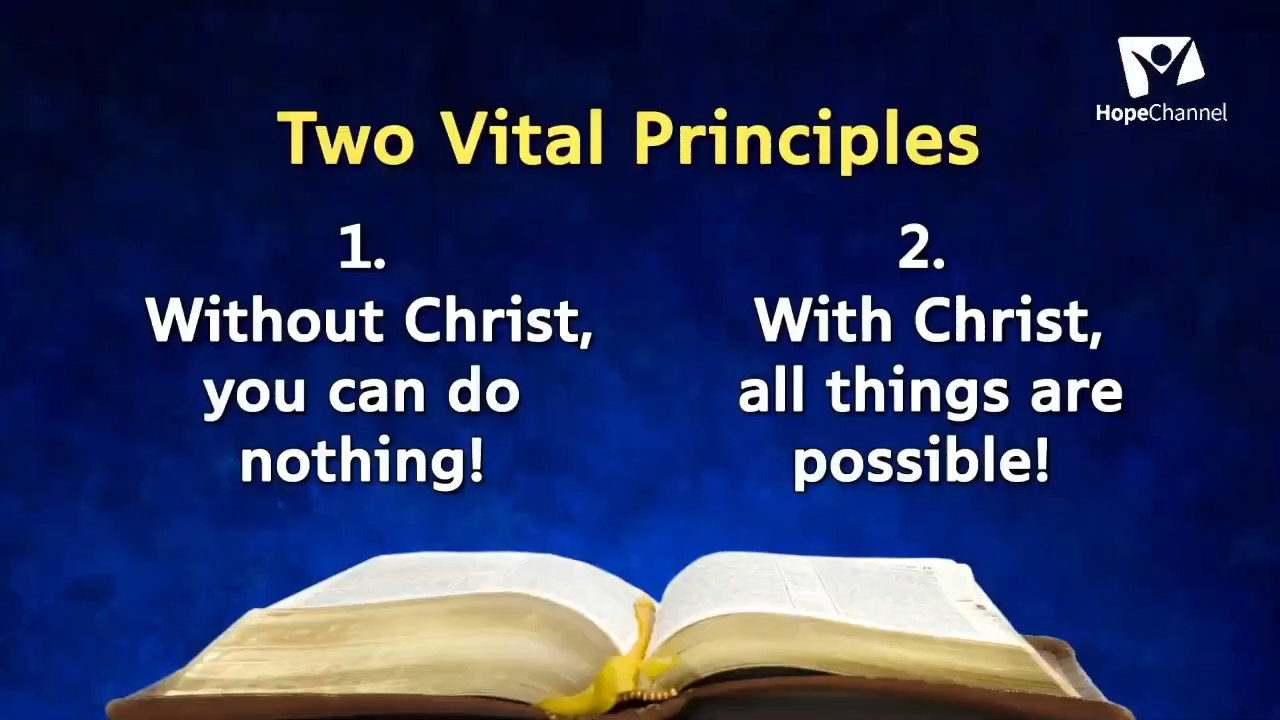 HopeChannel
Two Vital Principles
1.
Without Christ,
you can do
nothing!
2.
With Christ,
all things are
possible!